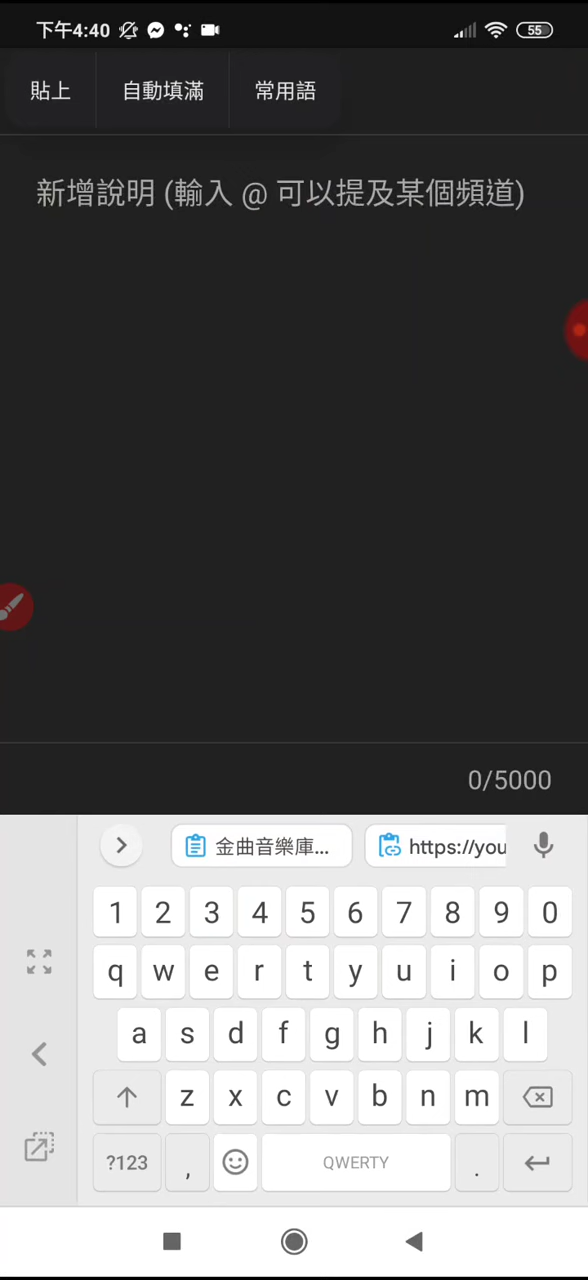 下午4:40 55
貼上 自動填滿 常用語
新增說明 (輸入 @ 可以提及某個頻道)
0/5000
金曲音樂庫... https://you
1 2 3 4 5 6 7 8 9 0
q w e r t y u i o p
a s d f g h j k l
z x c v b n m
?123 , QWERTY .